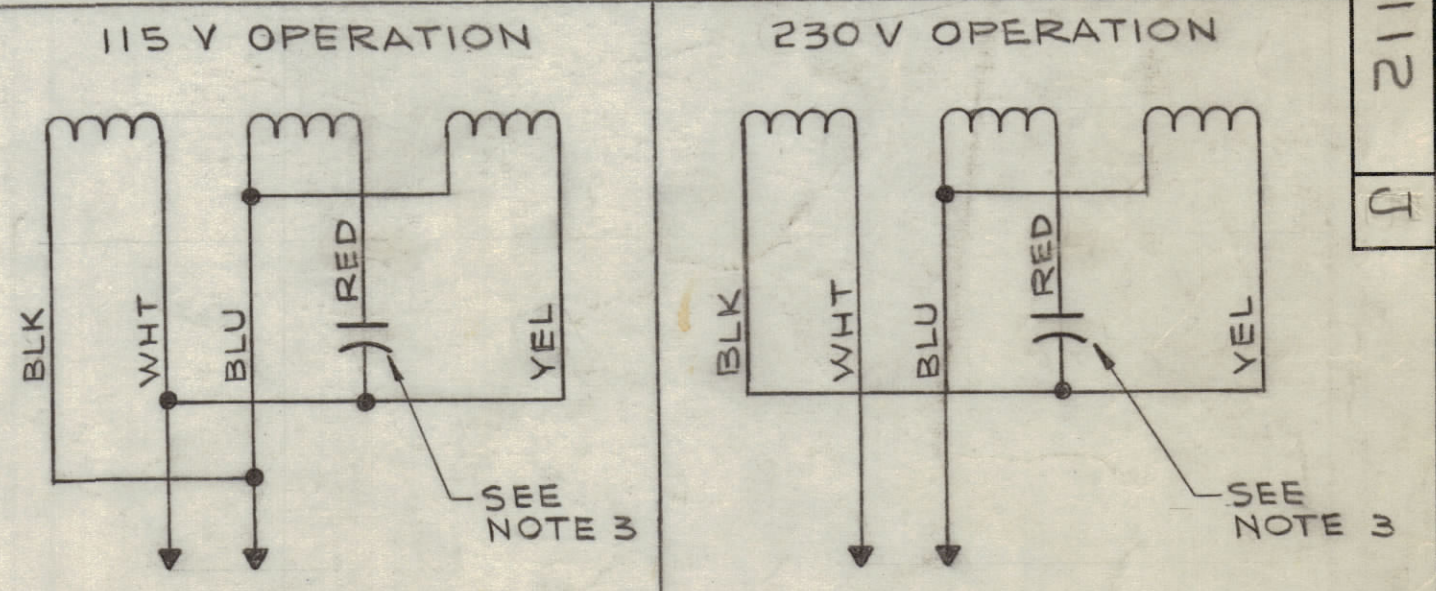 115 V OPERATION
BLK
WHT
BLU
RED
YEL
SEE
NOTE 3
230 V OPERATION
BLK
WHT
BLU
RED
YEL
SEE
NOTE 3
112
J